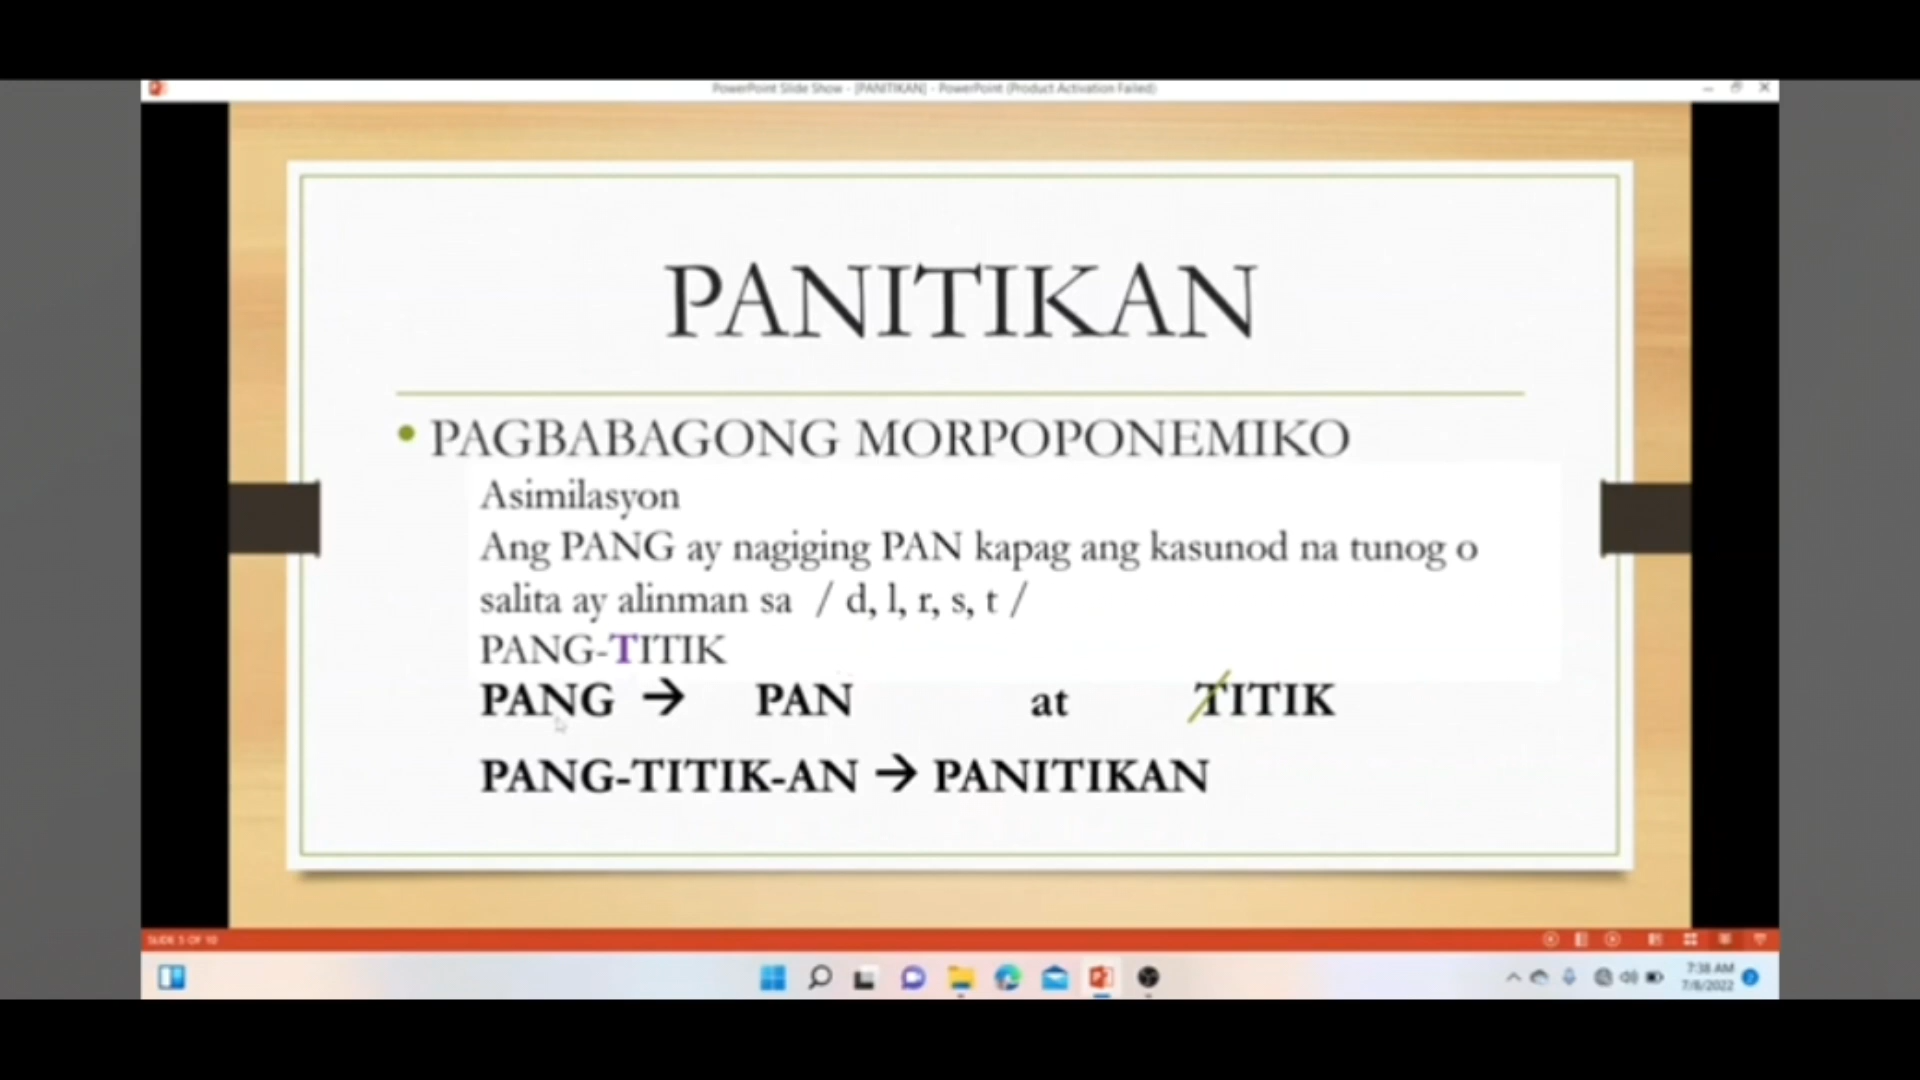 PowerPoint Slide Show - [PANITIKAN] - PowerPoint (Product Activation Failed)
PANITIKAN
• PAGBABAGONG MORPOPONEMIKO
Asimilasyon
Ang PANG ay nagiging PAN kapag ang kasunod na tunog o
salita ay alinman sa / d, l, r, s, t /
PANG-TITIK
PANG → PAN at TITIK
PANG-TITIK-AN → PANITIKAN
SLIDE 5 OF 10
7:38 AM
7/8/2022